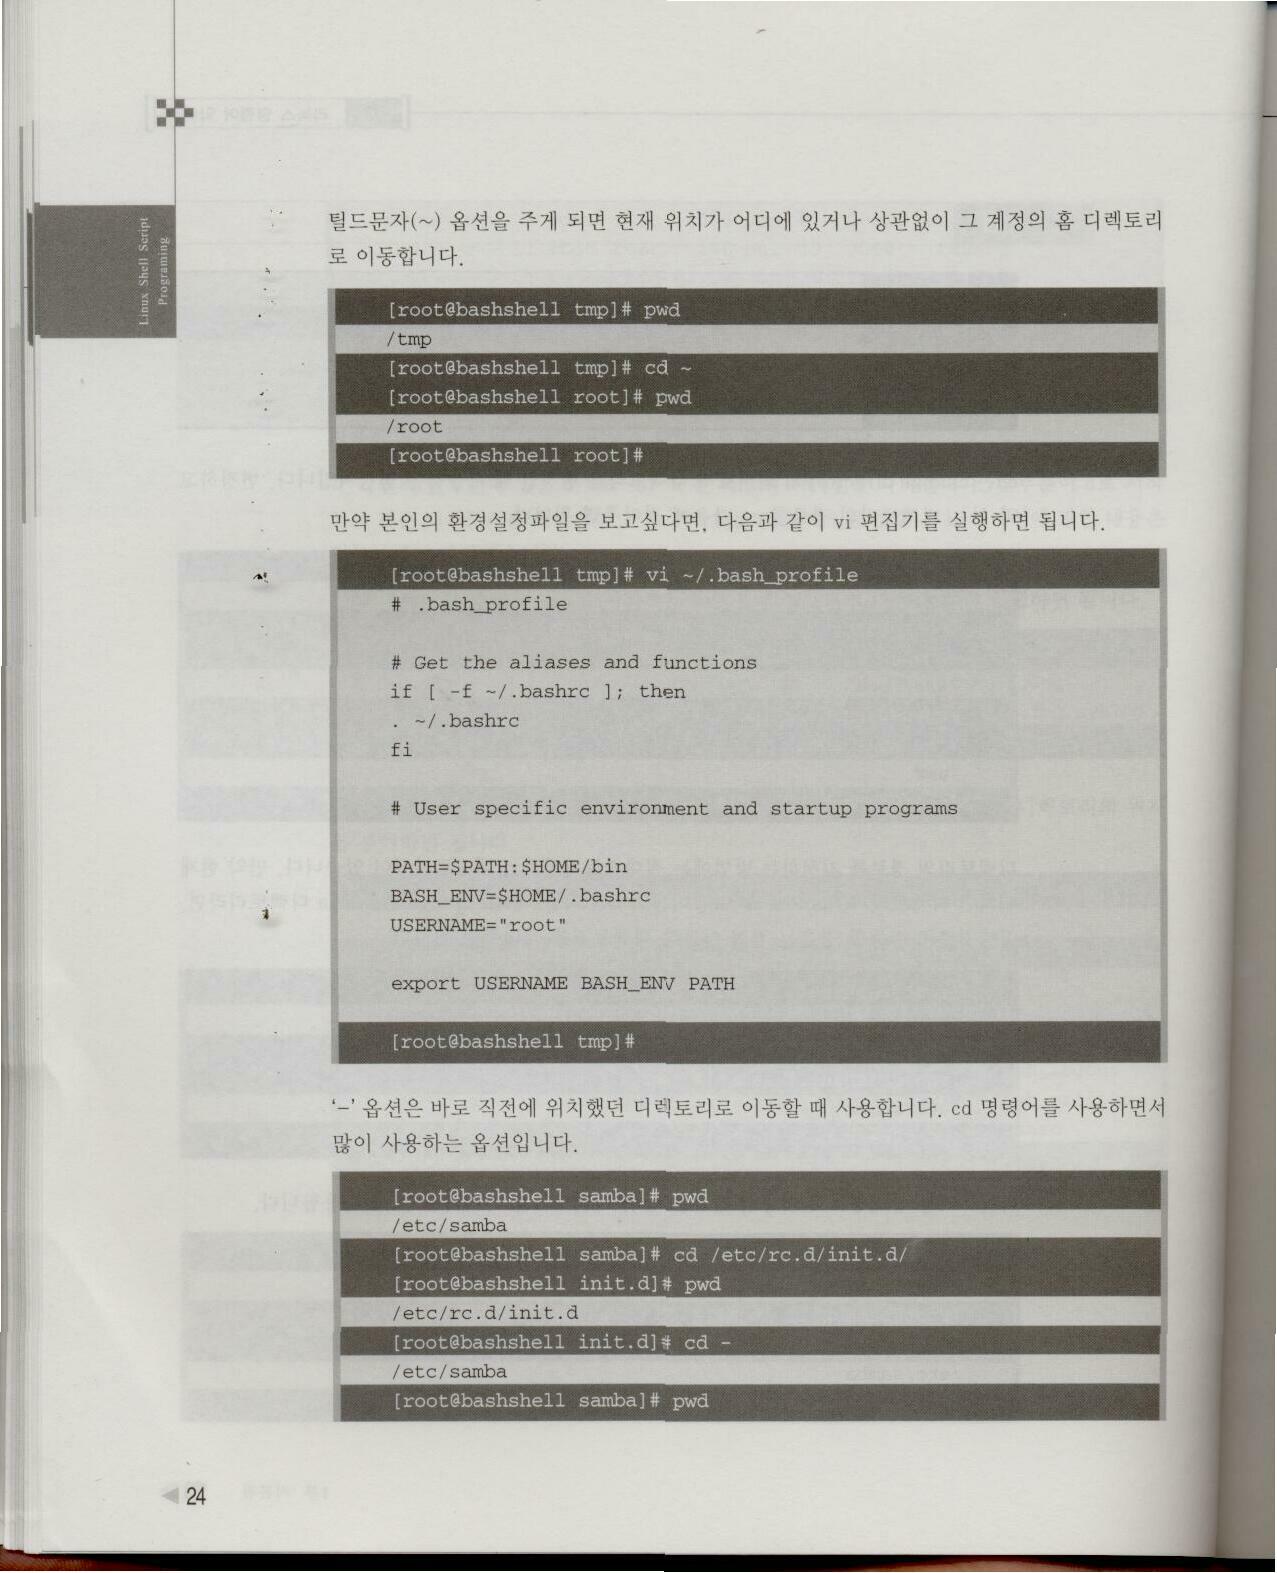 Linux Shell Script
Programing
틸드문자(~) 옵션을 주게 되면 현재 위치가 어디에 있거나 상관없이 그 계정의 홈 디렉토리
로 이동합니다.
[root@bashshell tmp]# pwd
/tmp
[root@bashshell tmp]# cd ~
[root@bashshell root]# pwd
/root
[root@bashshell root]#
만약 본인의 환경설정파일을 보고싶다면, 다음과 같이 vi 편집기를 실행하면 됩니다.
[root@bashshell tmp]# vi ~/.bash_profile
# .bash_profile
# Get the aliases and functions
if [ -f ~/.bashrc ]; then
. ~/.bashrc
fi
# User specific environment and startup programs
PATH=$PATH:$HOME/bin
BASH_ENV=$HOME/.bashrc
USERNAME="root"
export USERNAME BASH_ENV PATH
[root@bashshell tmp]#
‘-’ 옵션은 바로 직전에 위치했던 디렉토리로 이동할 때 사용합니다. cd 명령어를 사용하면서
많이 사용하는 옵션입니다.
[root@bashshell samba]# pwd
/etc/samba
[root@bashshell samba]# cd /etc/rc.d/init.d/
[root@bashshell init.d]# pwd
/etc/rc.d/init.d
[root@bashshell init.d]# cd -
/etc/samba
[root@bashshell samba]# pwd
24